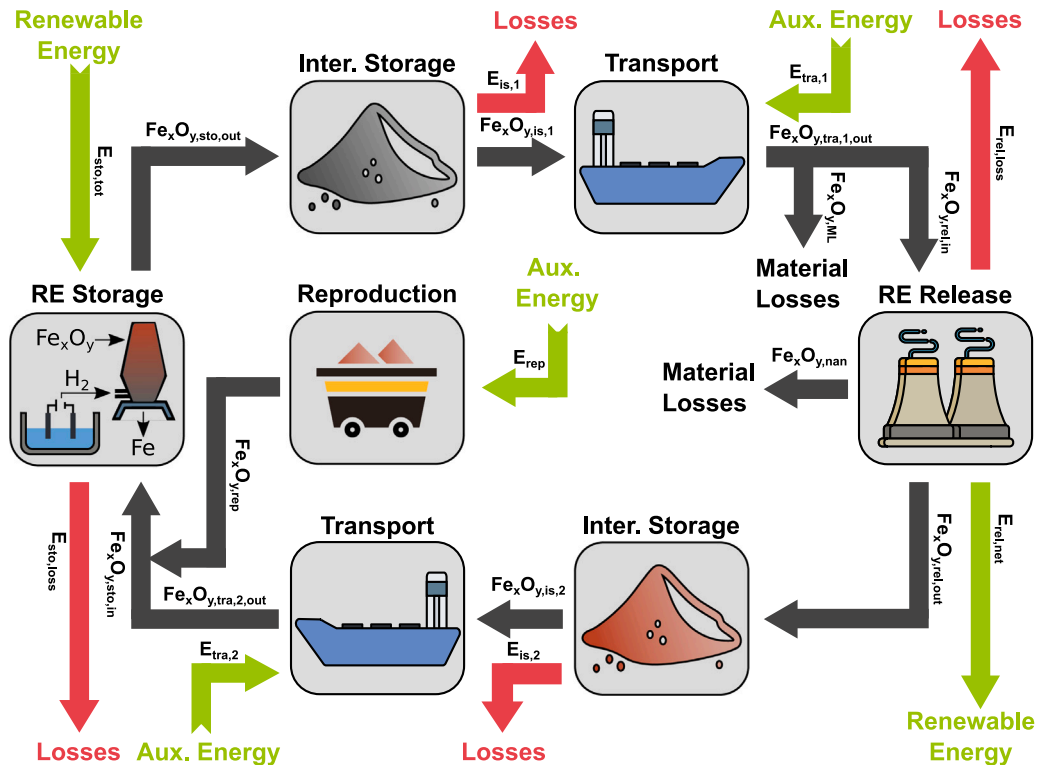 Renewable
Energy
Losses
Aux. Energy
Losses
Inter. Storage
Transport
E_is,1
E_tra,1
Fe_xO_y,sto,out
Fe_xO_y,is,1
Fe_xO_y,tra,1,out
E_sto,tot
E_rel,loss
Fe_xO_y,ML
Fe_xO_y,rel,in
Material
Losses
Aux.
Energy
RE Storage
Reproduction
RE Release
Fe_xO_y
H_2
Fe
E_rep
Fe_xO_y,nan
Material
Losses
Fe_xO_y,rep
E_sto,loss
Fe_xO_y,sto,in
Transport
Inter. Storage
Fe_xO_y,rel,out
E_rel,net
Fe_xO_y,tra,2,out
Fe_xO_y,is,2
E_tra,2
E_is,2
Losses
Aux. Energy
Losses
Renewable
Energy